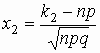 x₂ = (k₂ − np) / √(npq)